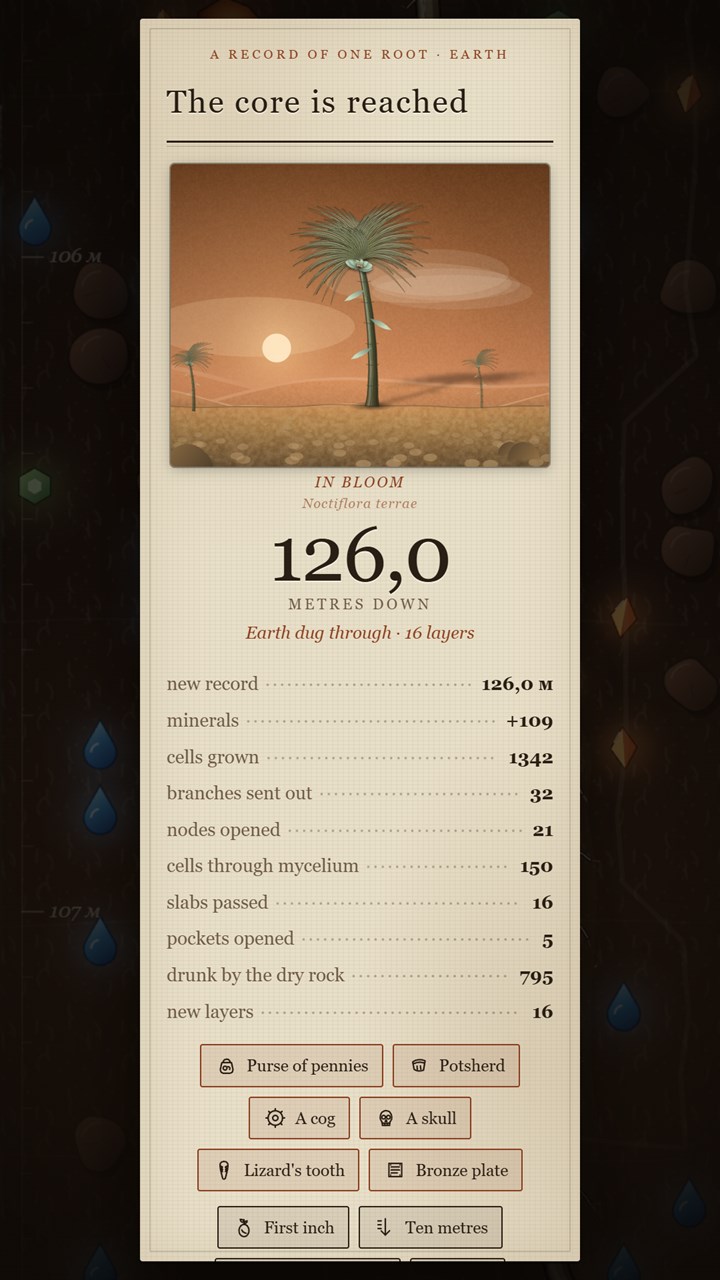 A RECORD OF ONE ROOT · EARTH
The core is reached
106 м
IN BLOOM
Noctiflora terrae
126,0
METRES DOWN
Earth dug through · 16 layers
new record 126,0 м
minerals +109
cells grown 1342
branches sent out 32
nodes opened 21
cells through mycelium 150
slabs passed 16
107 м
pockets opened 5
drunk by the dry rock 795
new layers 16
Purse of pennies Potsherd
A cog A skull
Lizard's tooth Bronze plate
First inch Ten metres